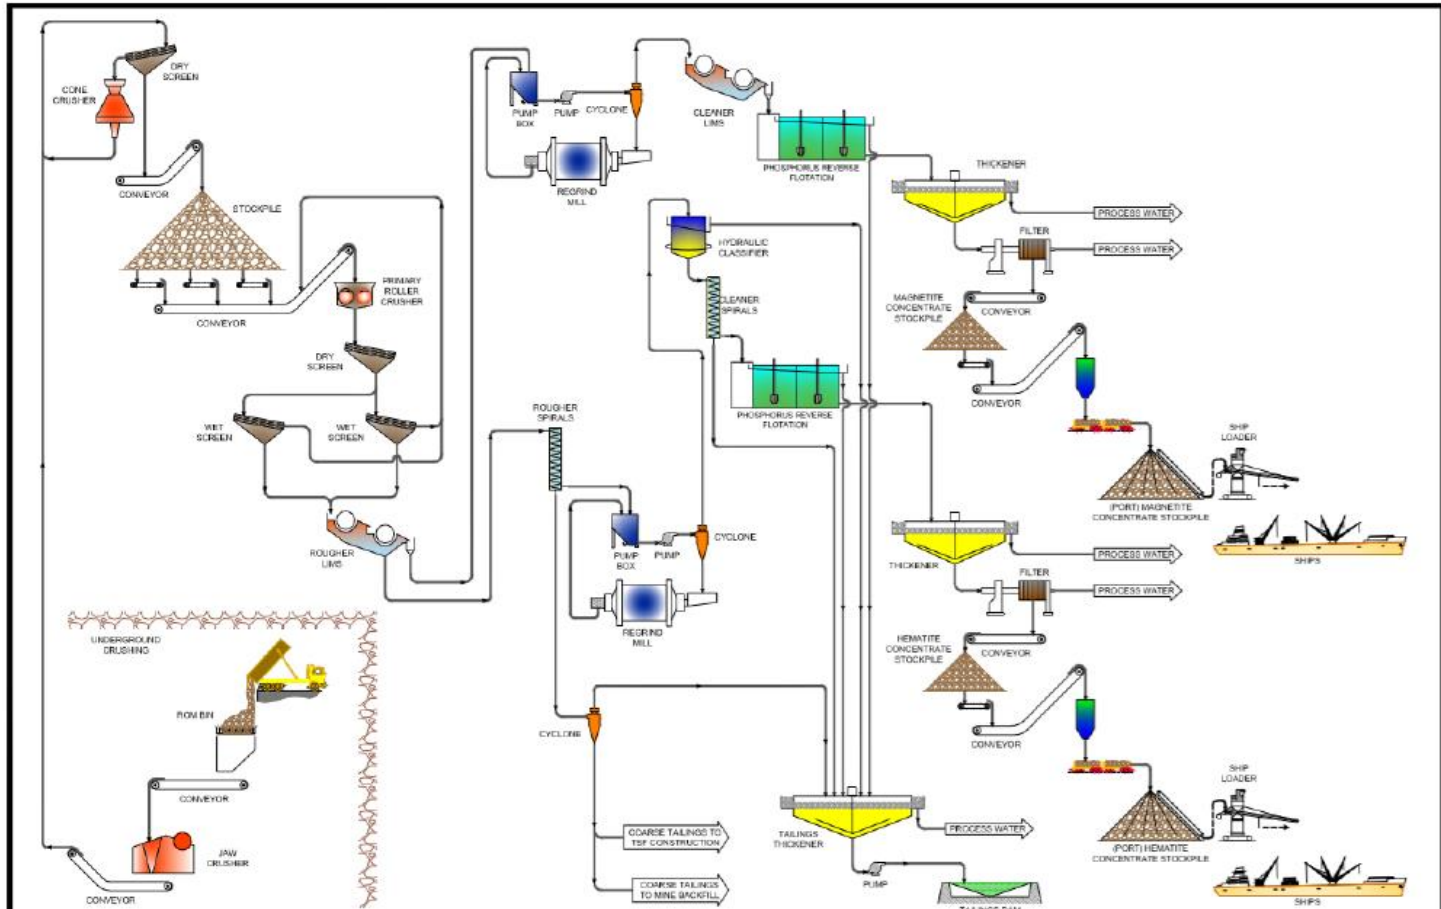 DRY
SCREEN
CONE
CRUSHER
CONVEYOR
STOCKPILE
PRIMARY
ROLLER
CRUSHER
CONVEYOR
DRY
SCREEN
WET
SCREEN
WET
SCREEN
ROUGHER
LIMS
UNDERGROUND
CRUSHING
ROM BIN
CONVEYOR
JAW
CRUSHER
CONVEYOR
PUMP
BOX
PUMP
CYCLONE
REGRIND
MILL
CLEANER
LIMS
PHOSPHORUS REVERSE
FLOTATION
HYDRAULIC
CLASSIFIER
CLEANER
SPIRALS
PHOSPHORUS REVERSE
FLOTATION
ROUGHER
SPIRALS
PUMP
BOX
PUMP
CYCLONE
REGRIND
MILL
CYCLONE
COARSE TAILINGS TO
TSF CONSTRUCTION
COARSE TAILINGS
TO MINE BACKFILL
TAILINGS
THICKENER
PROCESS WATER
PUMP
TAILINGS DAM
THICKENER
PROCESS WATER
FILTER
PROCESS WATER
MAGNETITE
CONCENTRATE
STOCKPILE
CONVEYOR
CONVEYOR
SHIP
LOADER
(PORT) MAGNETITE
CONCENTRATE STOCKPILE
SHIPS
THICKENER
PROCESS WATER
FILTER
PROCESS WATER
HEMATITE
CONCENTRATE
STOCKPILE
CONVEYOR
CONVEYOR
SHIP
LOADER
(PORT) HEMATITE
CONCENTRATE STOCKPILE
SHIPS